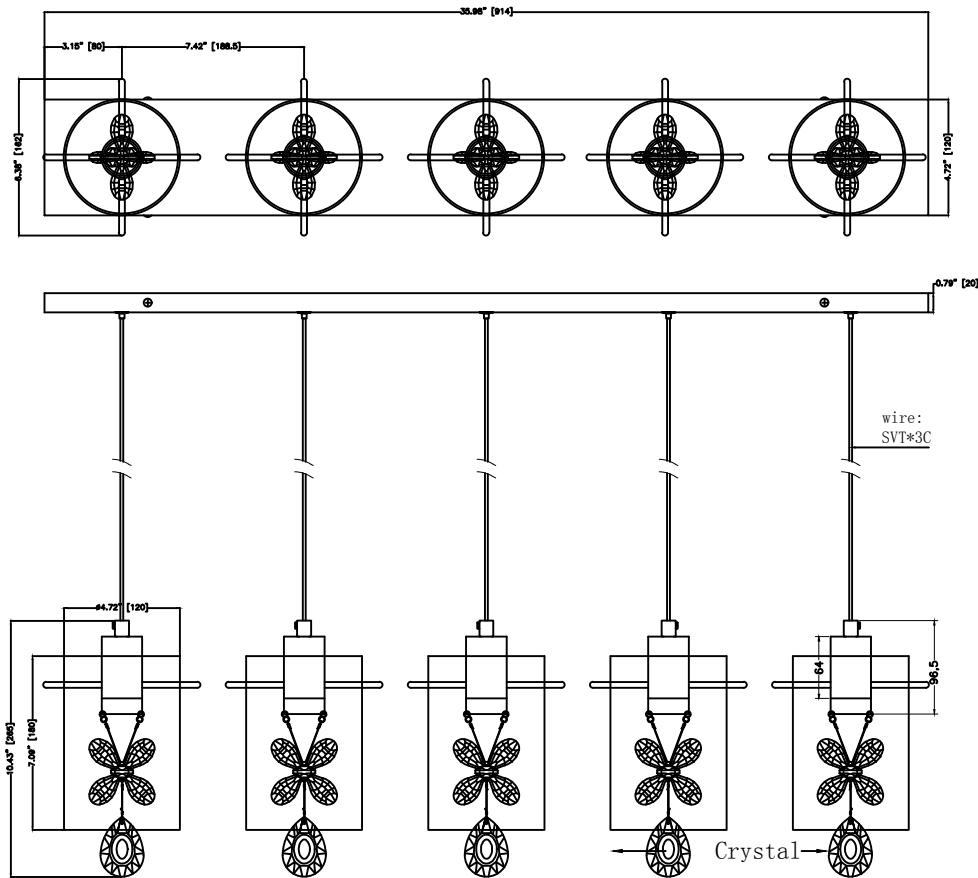 35.98" [914]
3.15" [80]
7.42" [188.5]
6.38" [162]
4.72" [120]
0.79" [20]
wire:
SVT*3C
ø4.72" [120]
64
96,5
10.43" [265]
7.09" [180]
Crystal